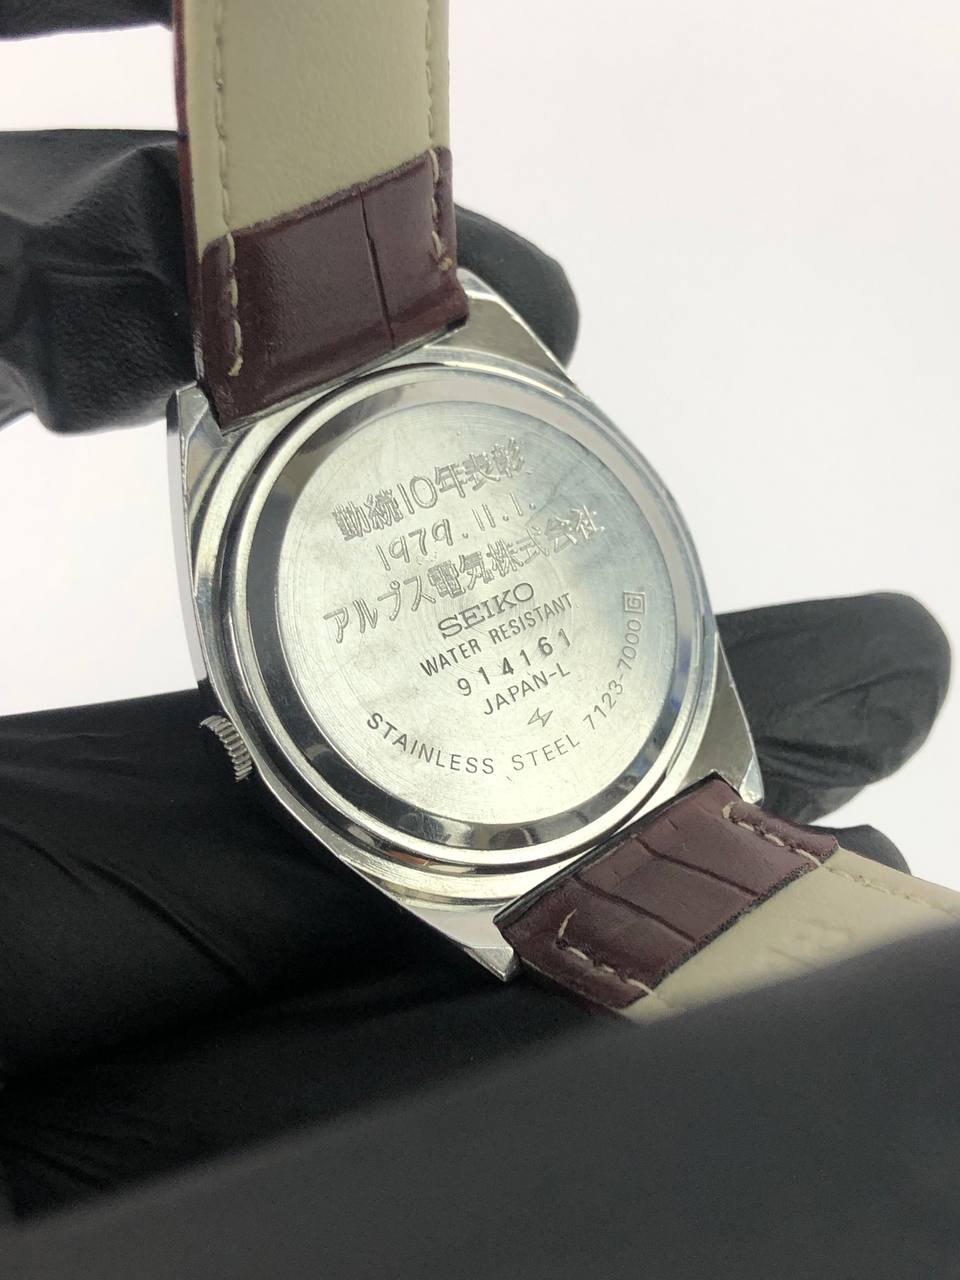 勤続10年表彰
1979.11.1.
アルプス電気株式会社
SEIKO
WATER RESISTANT
914161
JAPAN-L
STAINLESS STEEL 7123-7000 G